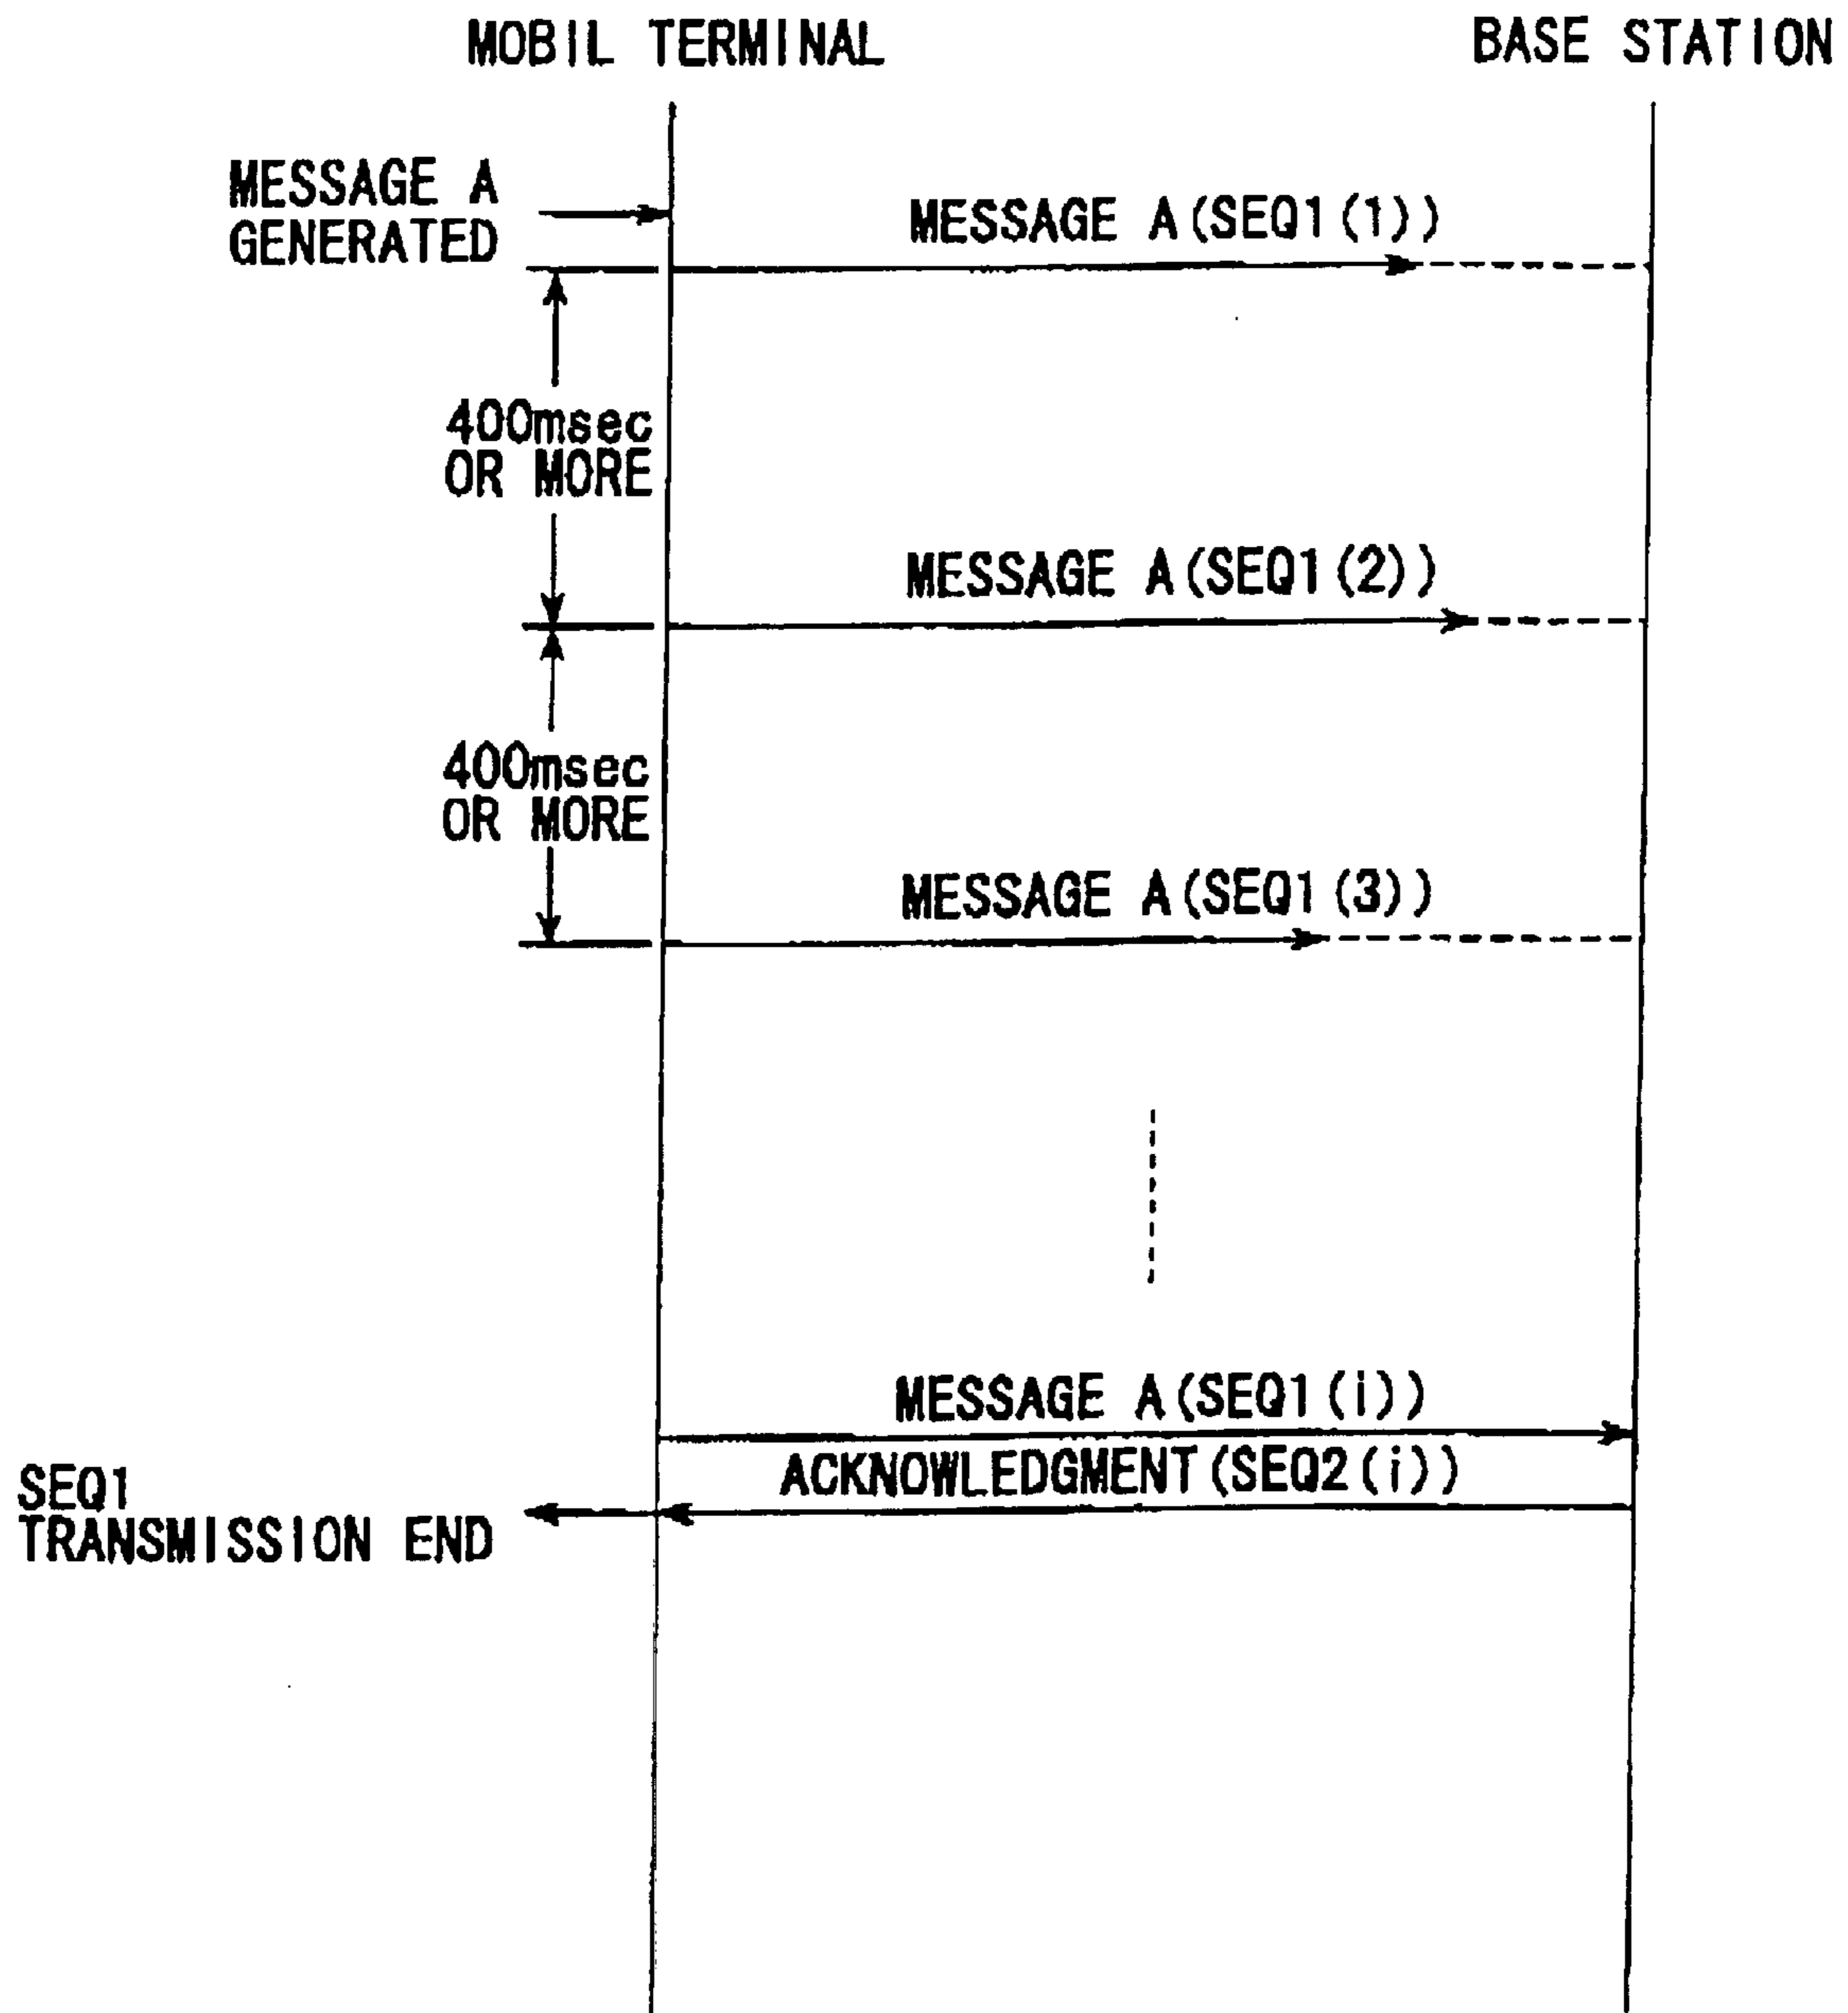 MOBIL TERMINAL
BASE STATION
MESSAGE A
GENERATED
MESSAGE A(SEQ1(1))
400msec
OR MORE
MESSAGE A(SEQ1(2))
400msec
OR MORE
MESSAGE A(SEQ1(3))
MESSAGE A(SEQ1(i))
ACKNOWLEDGMENT(SEQ2(i))
SEQ1
TRANSMISSION END